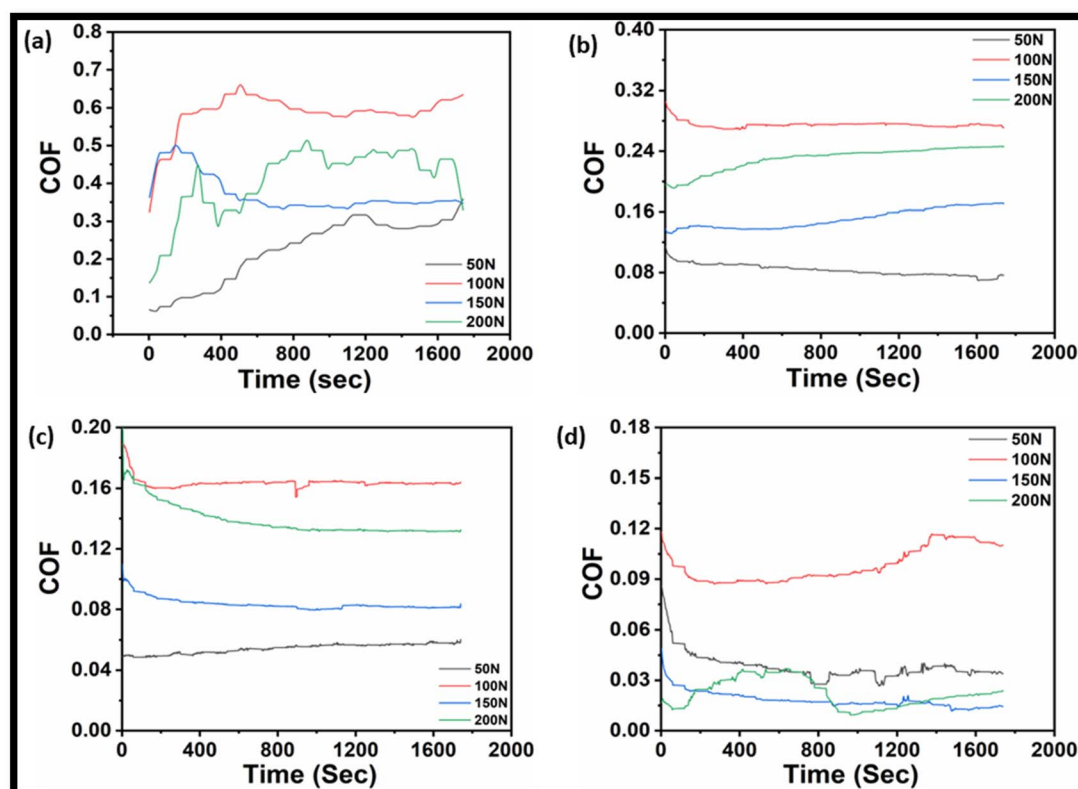 (a)
COF
0.8
0.7
0.6
0.5
0.4
0.3
0.2
0.1
0.0
50N
100N
150N
200N
0 400 800 1200 1600 2000
Time (sec)
(b)
COF
0.40
0.32
0.24
0.16
0.08
0.00
50N
100N
150N
200N
0 400 800 1200 1600 2000
Time (Sec)
(c)
COF
0.20
0.16
0.12
0.08
0.04
0.00
50N
100N
150N
200N
0 400 800 1200 1600 2000
Time (Sec)
(d)
COF
0.18
0.15
0.12
0.09
0.06
0.03
0.00
50N
100N
150N
200N
0 400 800 1200 1600 2000
Time (Sec)